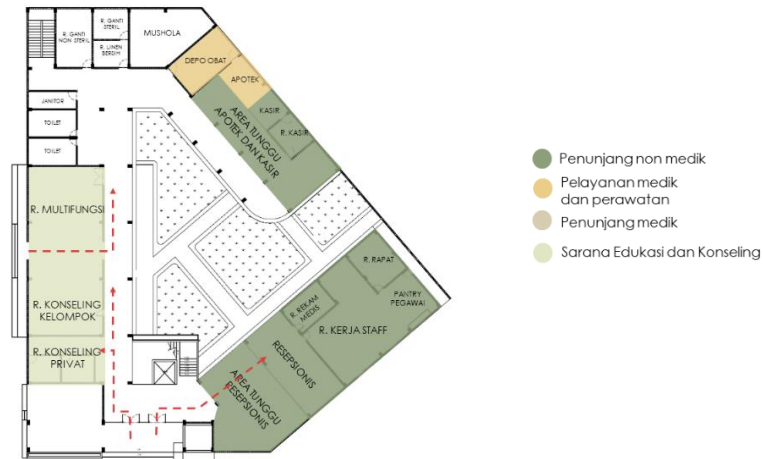 R. GANTI
NON STERIL
R. GANTI
STERIL
R. LINEN
BERSIH
MUSHOLA
DEPO OBAT
APOTEK
JANITOR
TOILET
TOILET
KASIR
R. KASIR
AREA TUNGGU
APOTEK DAN KASIR
R. MULTIFUNGSI
R. KONSELING
KELOMPOK
R. KONSELING
PRIVAT
R. RAPAT
PANTRY
PEGAWAI
R. REKAM
MEDIS
R. KERJA STAFF
RESEPSIONIS
AREA TUNGGU
RESEPSIONIS
Penunjang non medik
Pelayanan medik
dan perawatan
Penunjang medik
Sarana Edukasi dan Konseling